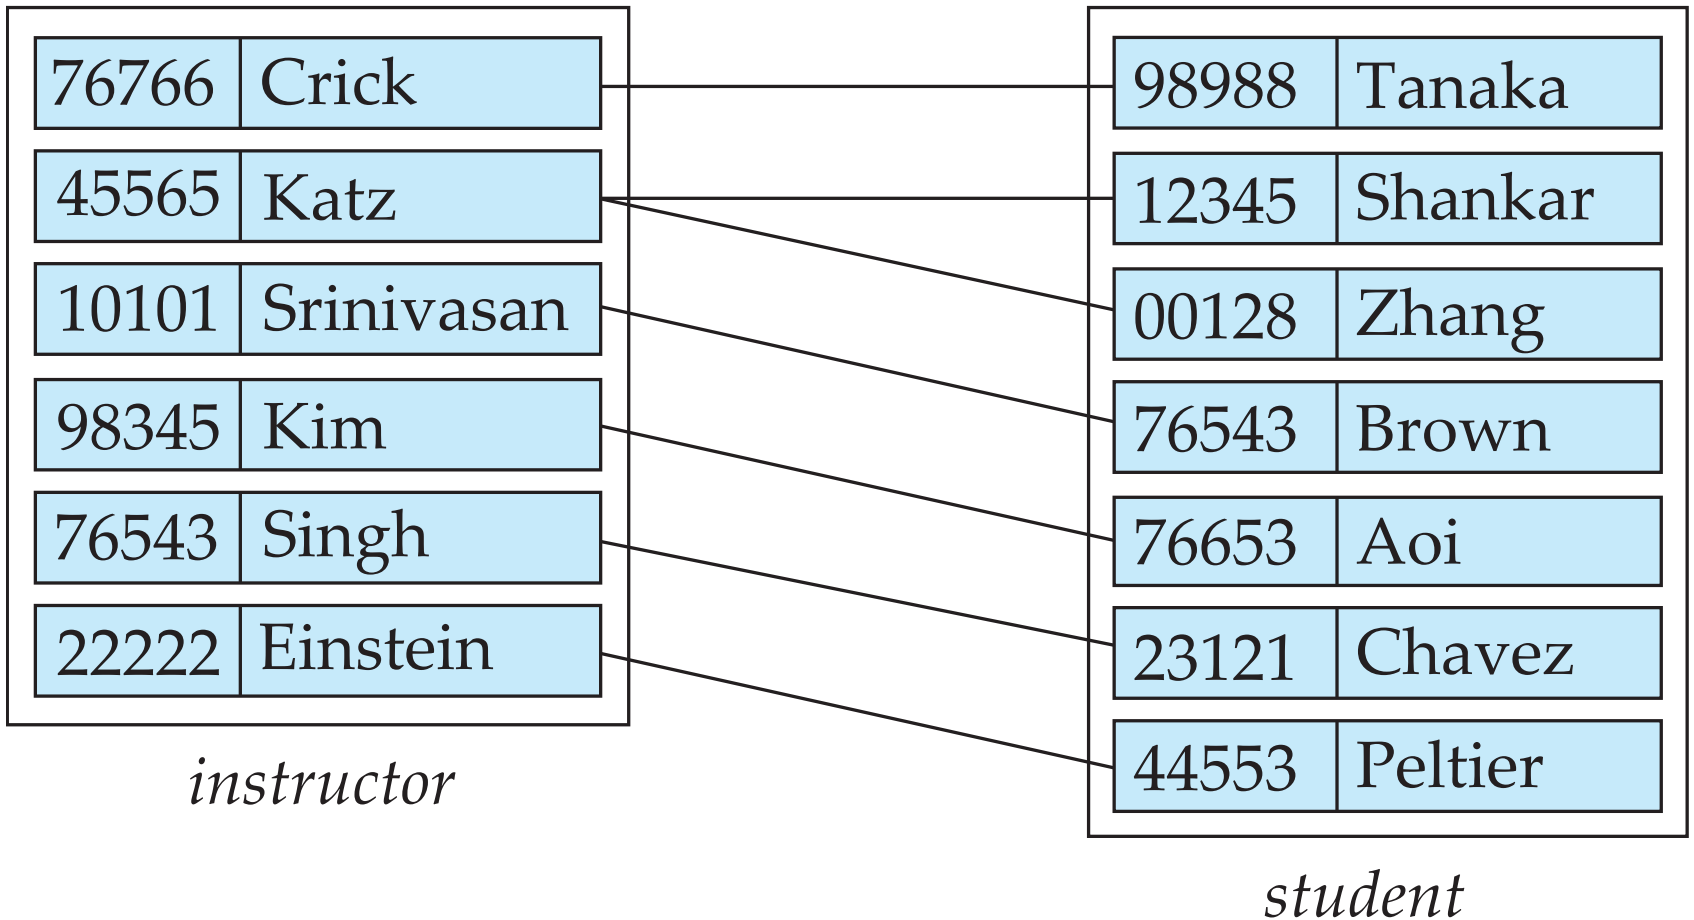 76766 Crick
45565 Katz
10101 Srinivasan
98345 Kim
76543 Singh
22222 Einstein
instructor
98988 Tanaka
12345 Shankar
00128 Zhang
76543 Brown
76653 Aoi
23121 Chavez
44553 Peltier
student